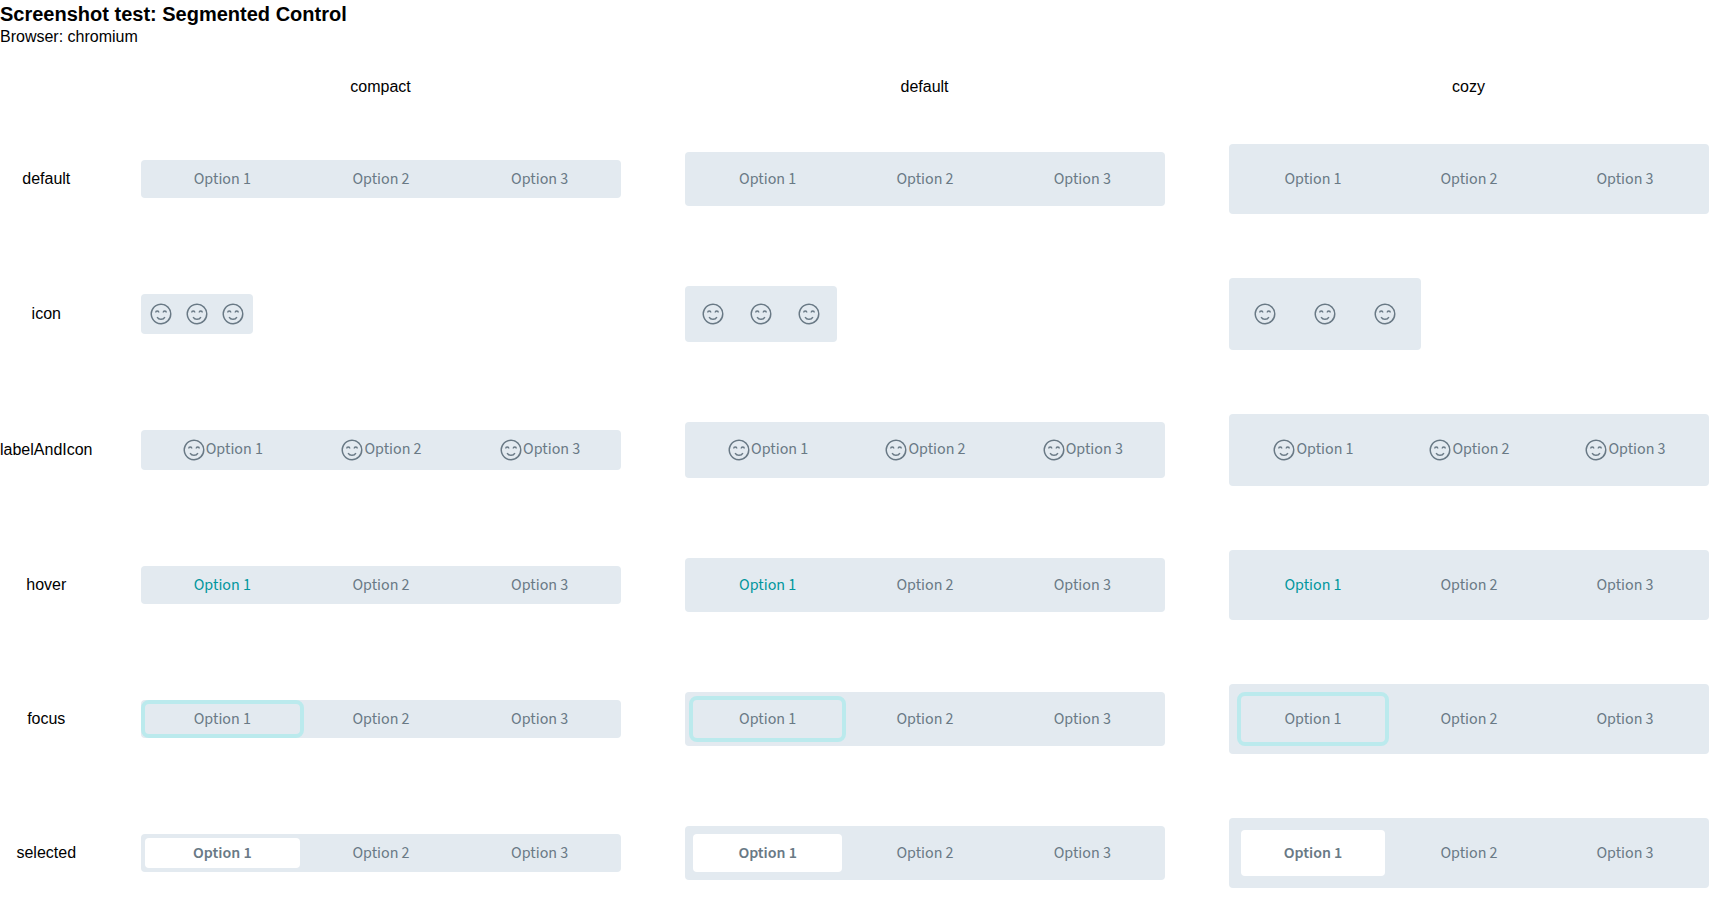 Screenshot test: Segmented Control
Browser: chromium
compact default cozy
default Option 1 Option 2 Option 3 Option 1 Option 2 Option 3 Option 1 Option 2 Option 3
icon
labelAndIcon Option 1 Option 2 Option 3 Option 1 Option 2 Option 3 Option 1 Option 2 Option 3
hover Option 1 Option 2 Option 3 Option 1 Option 2 Option 3 Option 1 Option 2 Option 3
focus Option 1 Option 2 Option 3 Option 1 Option 2 Option 3 Option 1 Option 2 Option 3
selected Option 1 Option 2 Option 3 Option 1 Option 2 Option 3 Option 1 Option 2 Option 3